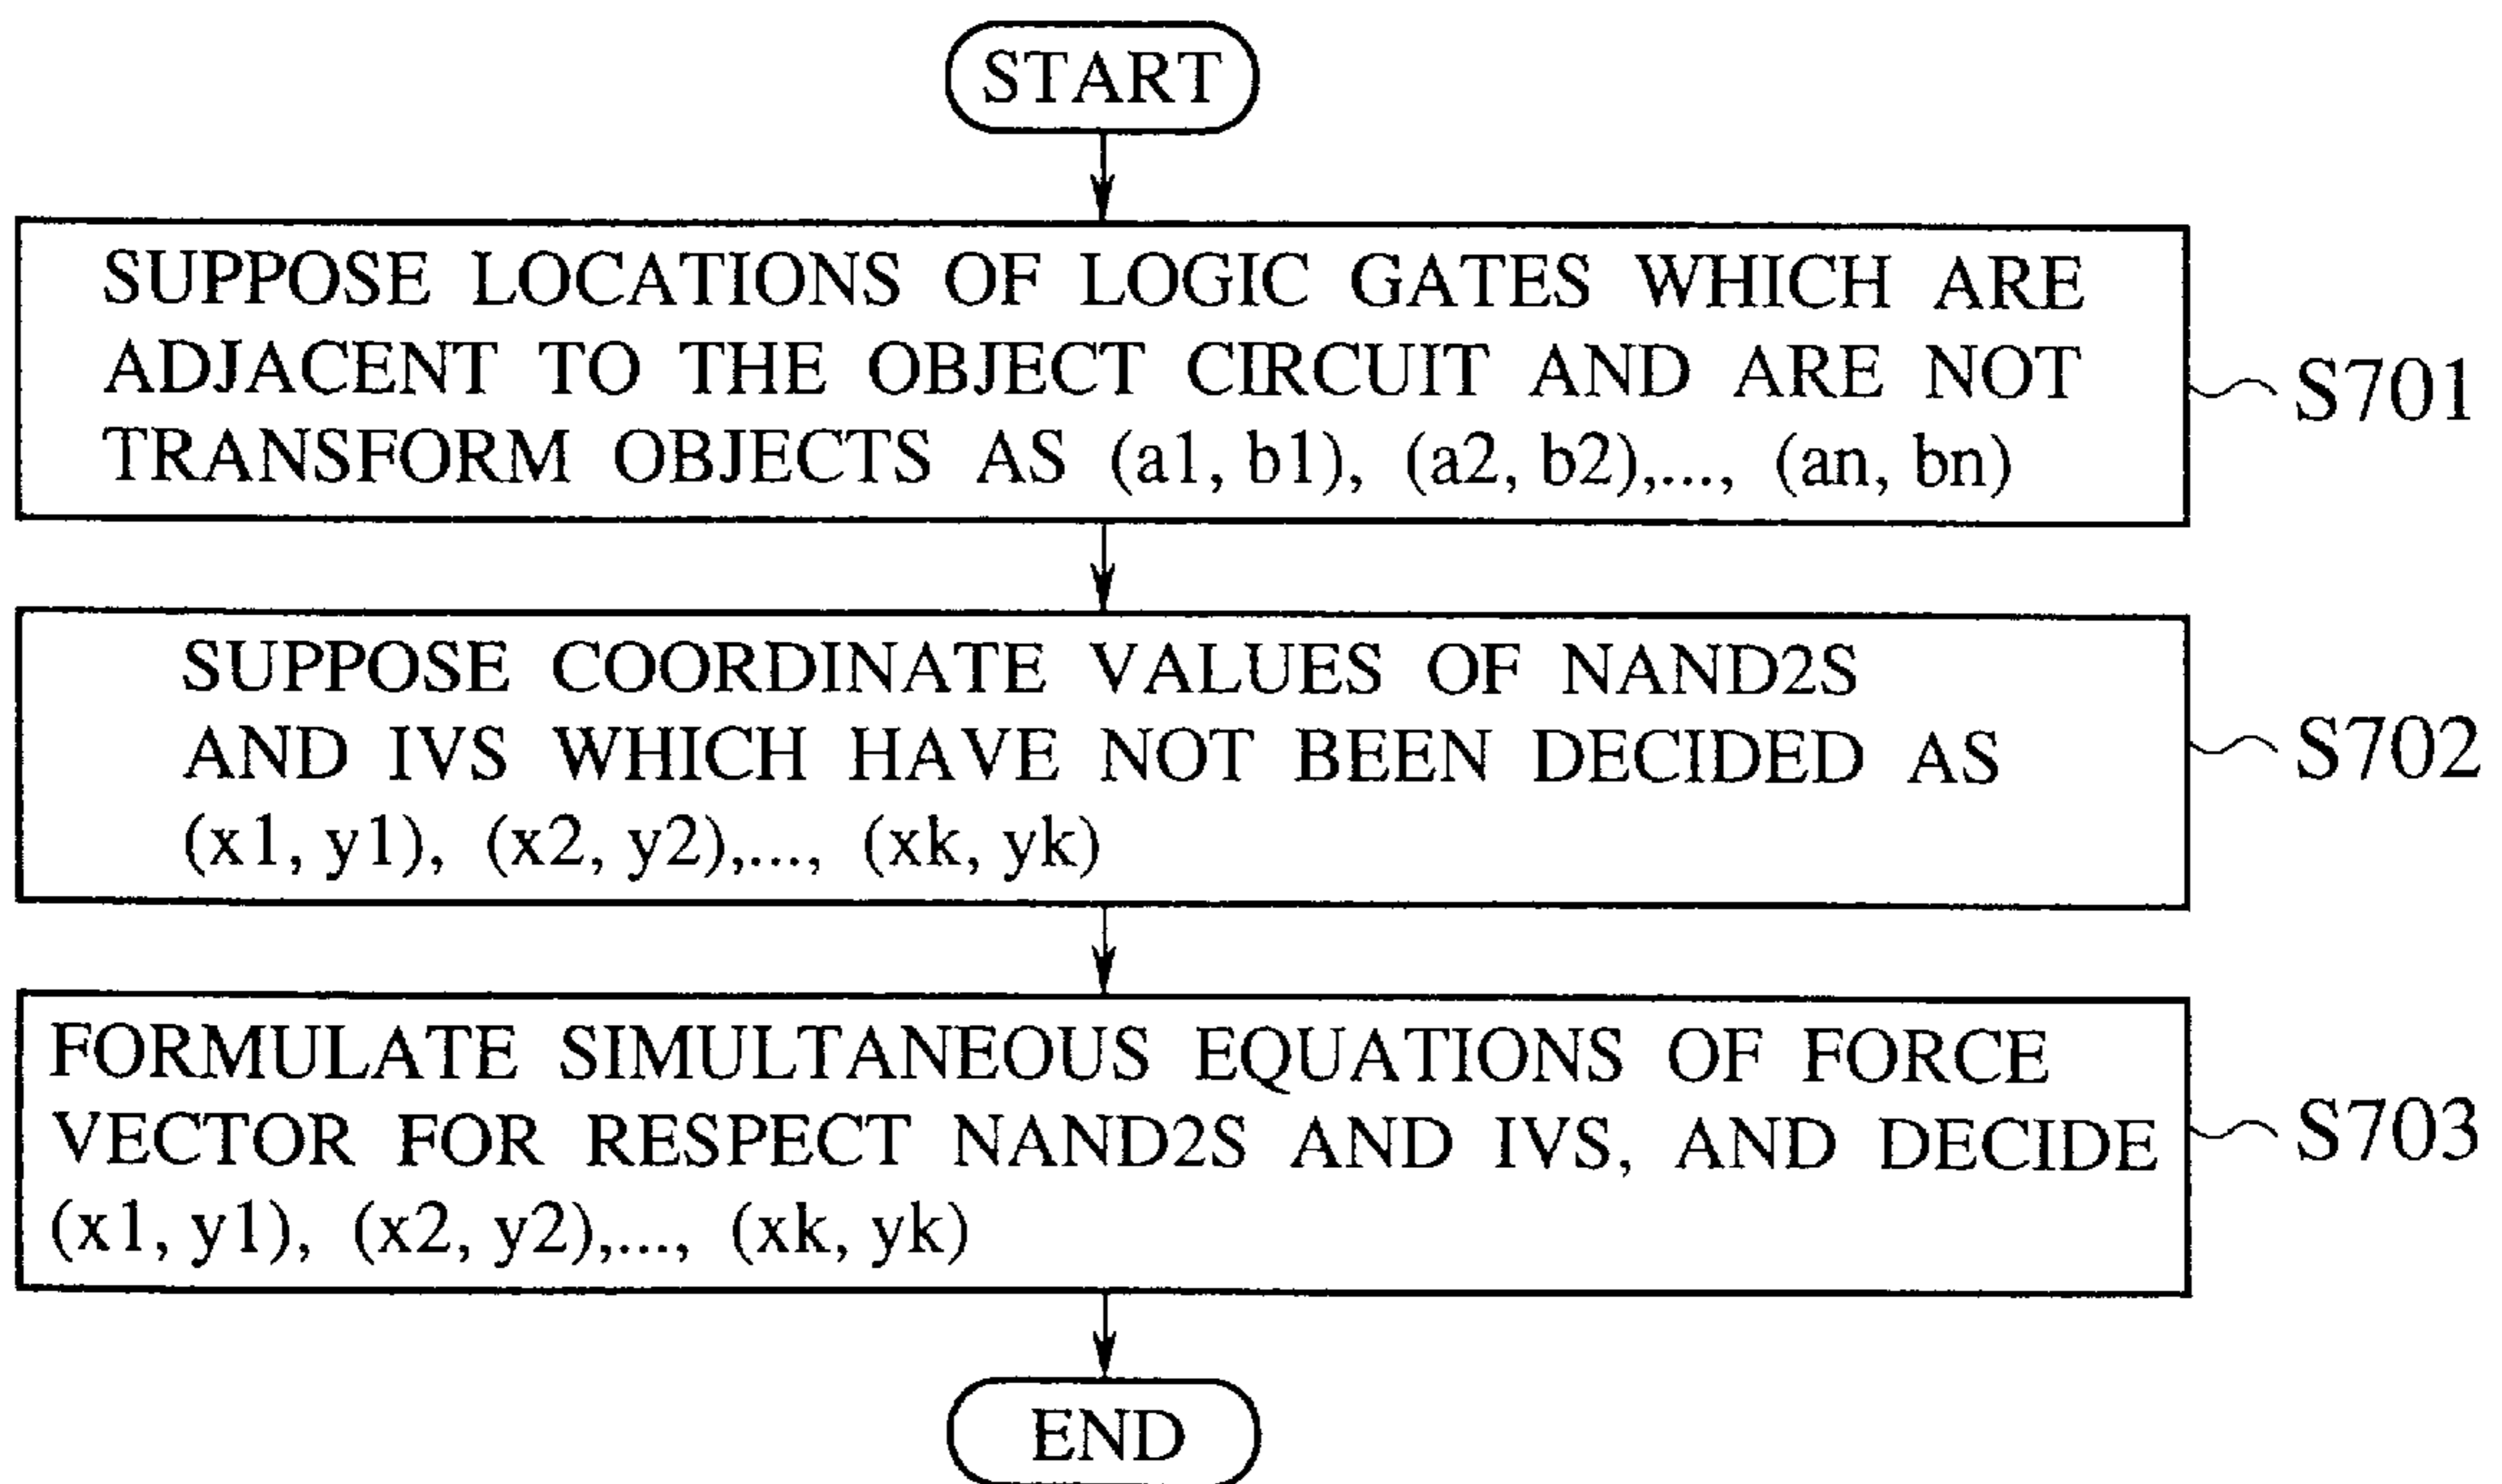 START
SUPPOSE LOCATIONS OF LOGIC GATES WHICH ARE
ADJACENT TO THE OBJECT CIRCUIT AND ARE NOT
TRANSFORM OBJECTS AS (a1, b1), (a2, b2),..., (an, bn)
S701
SUPPOSE COORDINATE VALUES OF NAND2S
AND IVS WHICH HAVE NOT BEEN DECIDED AS
(x1, y1), (x2, y2),..., (xk, yk)
S702
FORMULATE SIMULTANEOUS EQUATIONS OF FORCE
VECTOR FOR RESPECT NAND2S AND IVS, AND DECIDE
(x1, y1), (x2, y2),..., (xk, yk)
S703
END